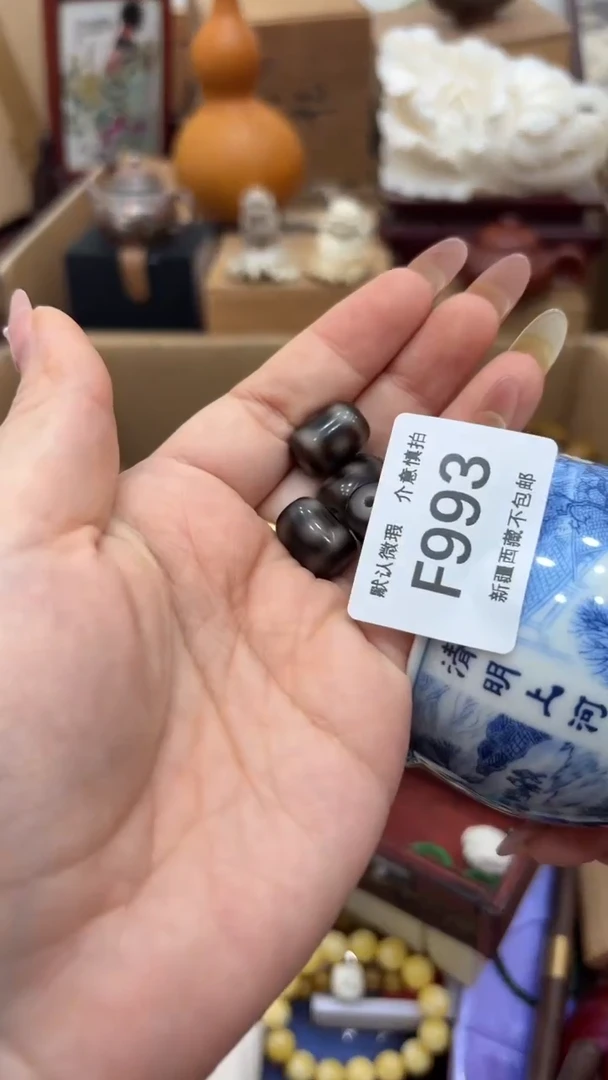 默认微瑕 介意慎拍
F993
新疆西藏不包邮
清明上河